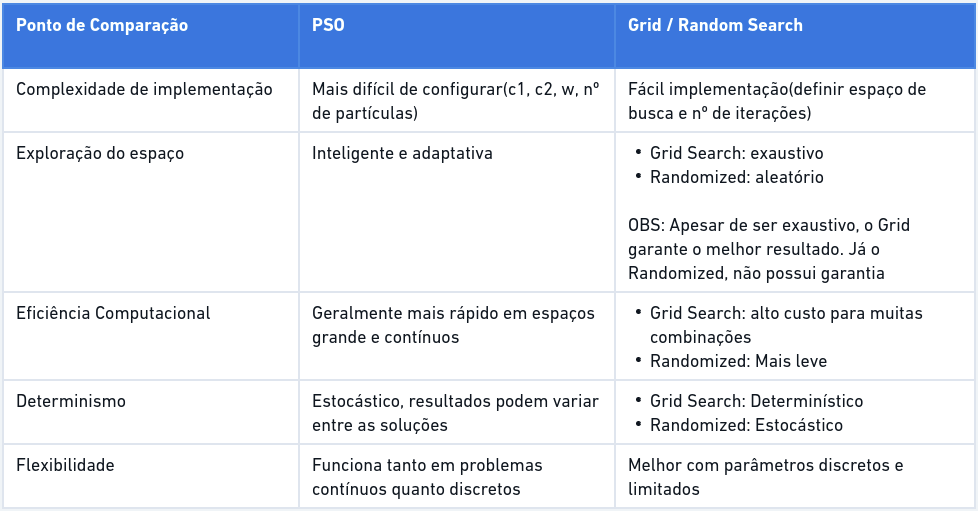 Ponto de Comparação
PSO
Grid / Random Search
Complexidade de implementação
Mais difícil de configurar(c1, c2, w, nº
de partículas)
Fácil implementação(definir espaço de
busca e nº de iterações)
Exploração do espaço
Inteligente e adaptativa
• Grid Search: exaustivo
• Randomized: aleatório
OBS: Apesar de ser exaustivo, o Grid
garante o melhor resultado. Já o
Randomized, não possui garantia
Eficiência Computacional
Geralmente mais rápido em espaços
grande e contínuos
• Grid Search: alto custo para muitas
combinações
• Randomized: Mais leve
Determinismo
Estocástico, resultados podem variar
entre as soluções
• Grid Search: Determinístico
• Randomized: Estocástico
Flexibilidade
Funciona tanto em problemas
contínuos quanto discretos
Melhor com parâmetros discretos e
limitados